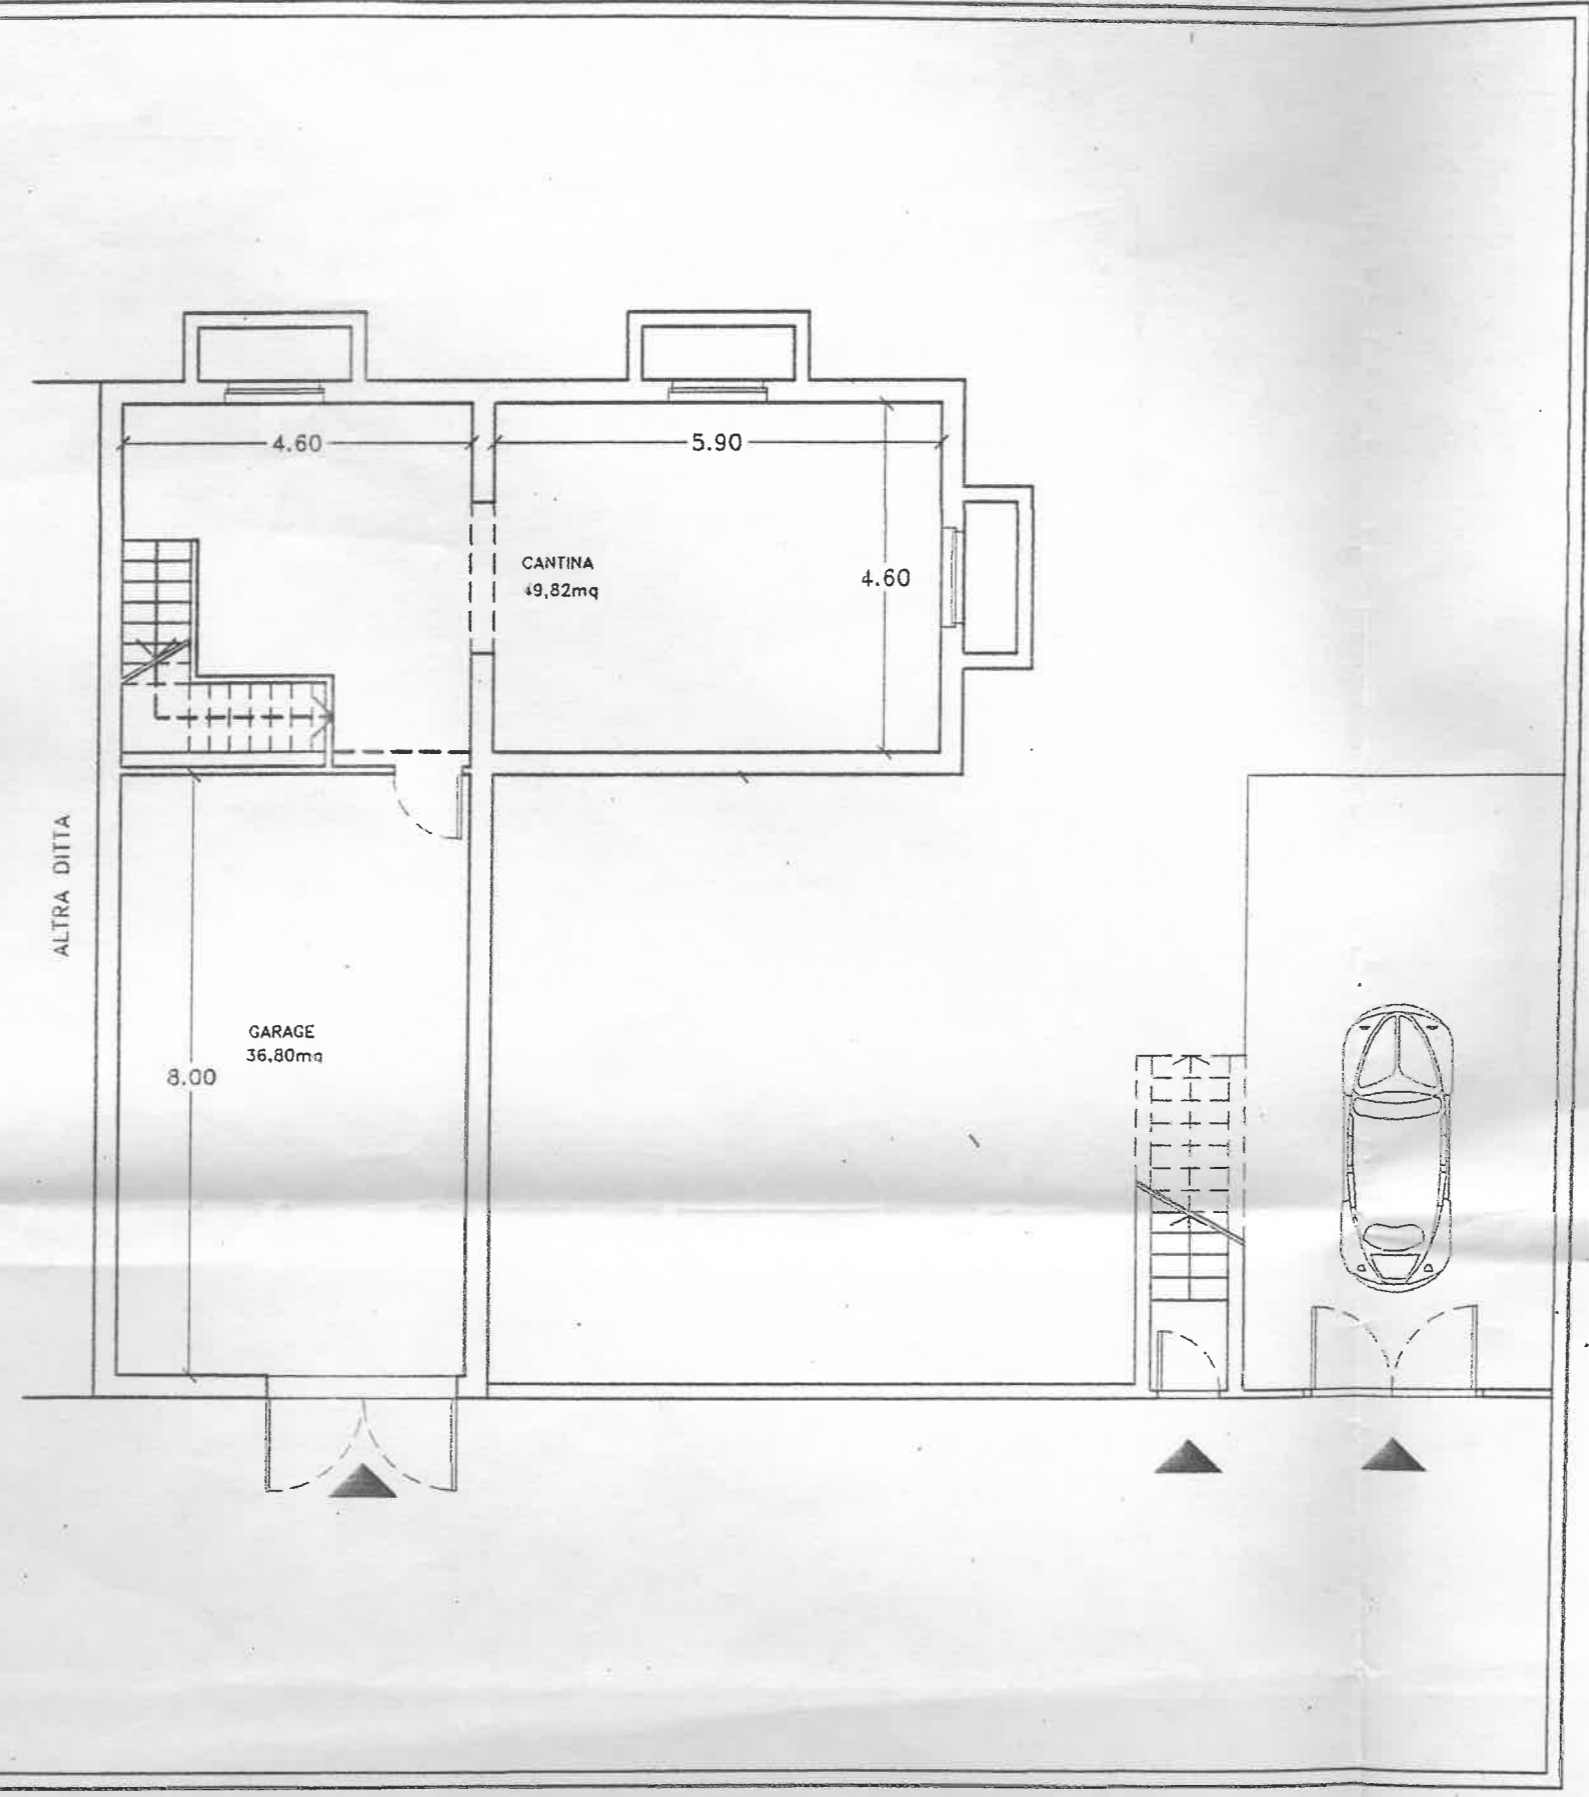 4.60
5.90
CANTINA
49,82mq
4.60
ALTRA DITTA
GARAGE
36,80mq
8.00